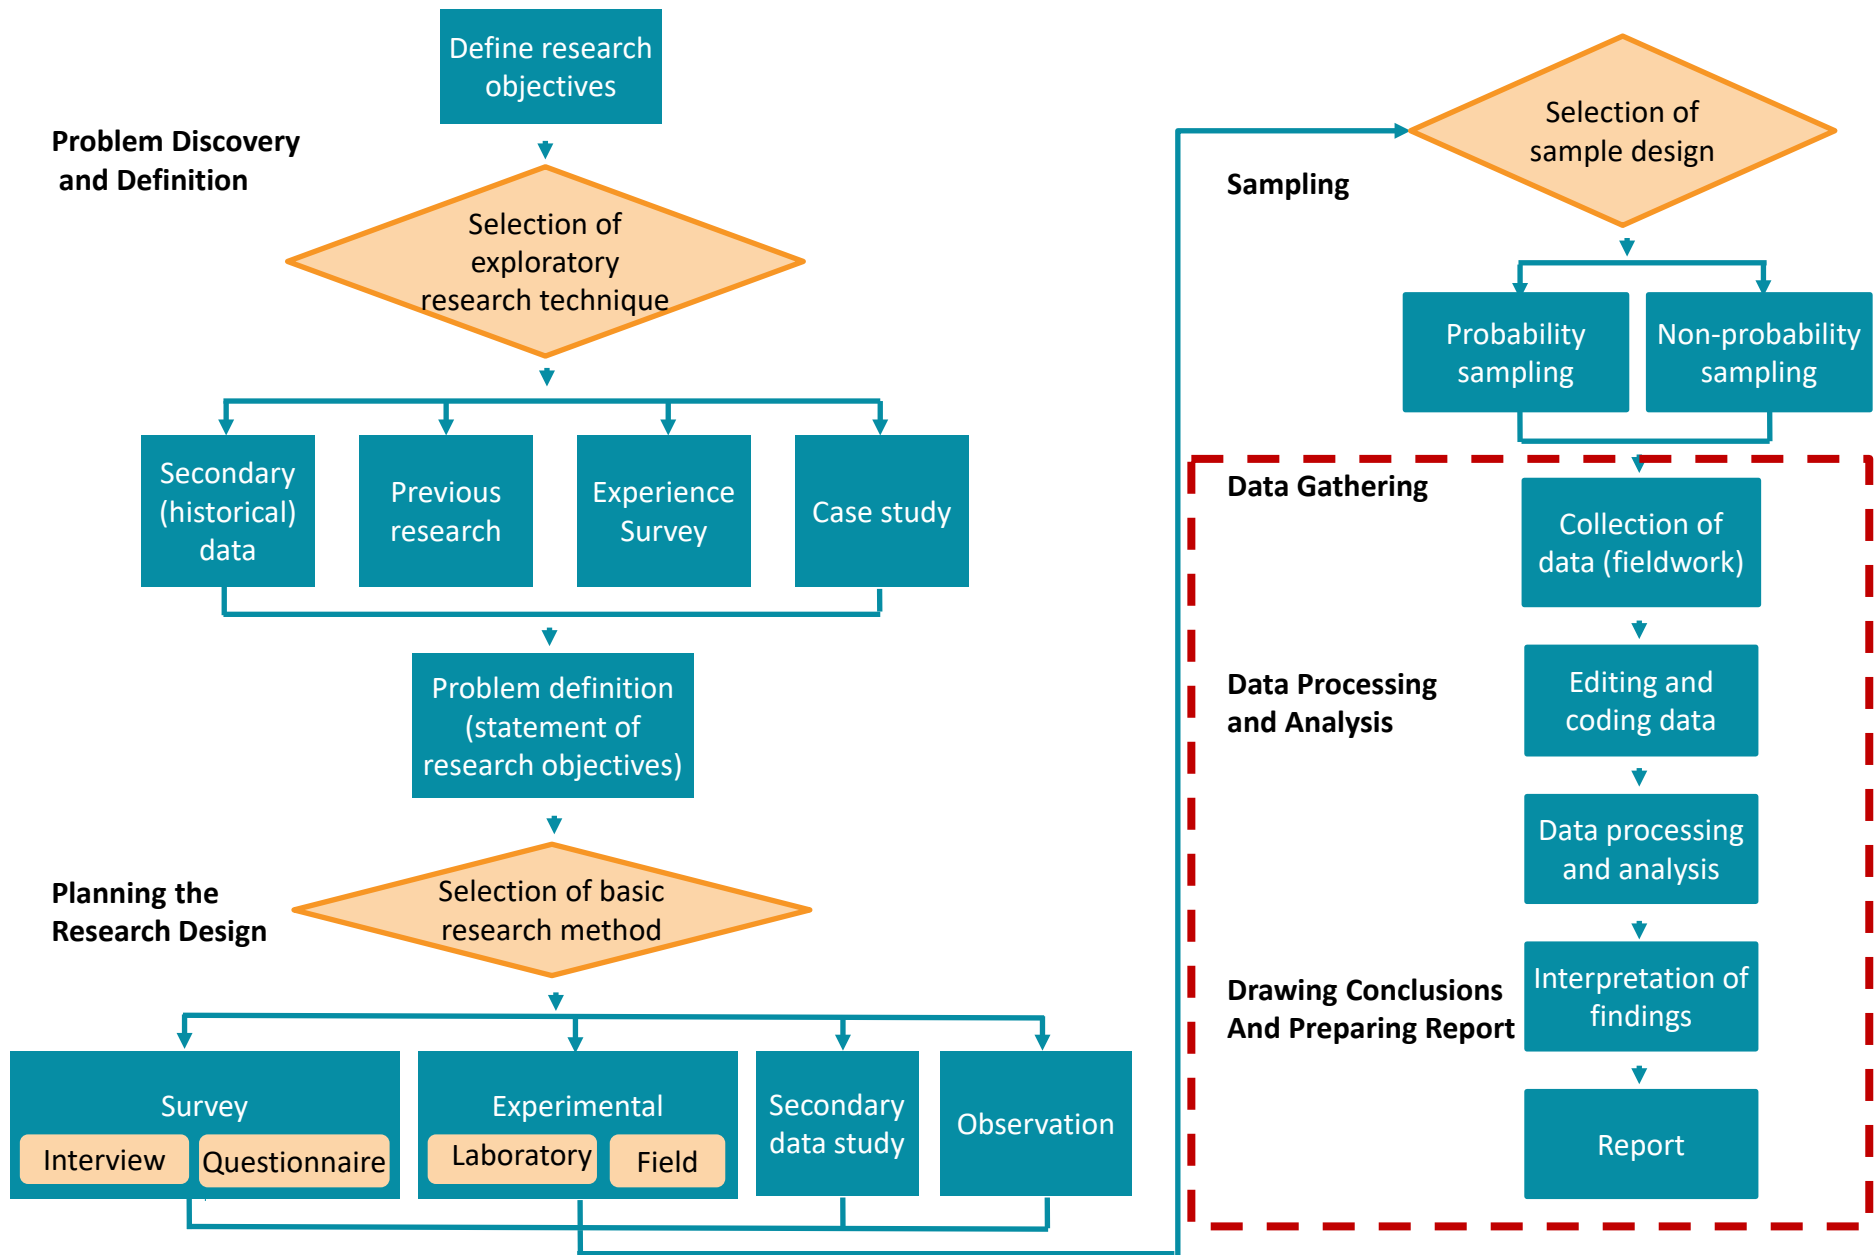 Define research
objectives
Problem Discovery
and Definition
Selection of
exploratory
research technique
Secondary
(historical)
data
Previous
research
Experience
Survey
Case study
Problem definition
(statement of
research objectives)
Planning the
Research Design
Selection of basic
research method
Survey
Interview
Questionnaire
Experimental
Laboratory
Field
Secondary
data study
Observation
Selection of
sample design
Sampling
Probability
sampling
Non-probability
sampling
Data Gathering
Collection of
data (fieldwork)
Data Processing
and Analysis
Editing and
coding data
Data processing
and analysis
Drawing Conclusions
And Preparing Report
Interpretation of
findings
Report